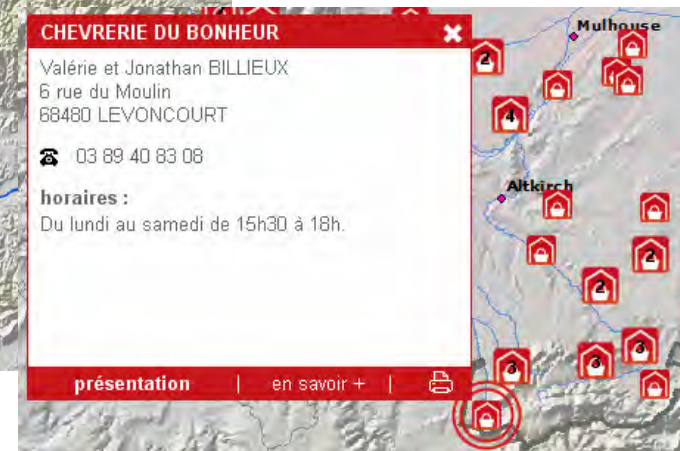 CHEVRERIE DU BONHEUR
Valérie et Jonathan BILLIEUX
6 rue du Moulin
68480 LEVONCOURT
03 89 40 83 08
horaires :
Du lundi au samedi de 15h30 à 18h.
présentation | en savoir + |
Mulhouse
2
4
Altkirch
2
2
3
3
3